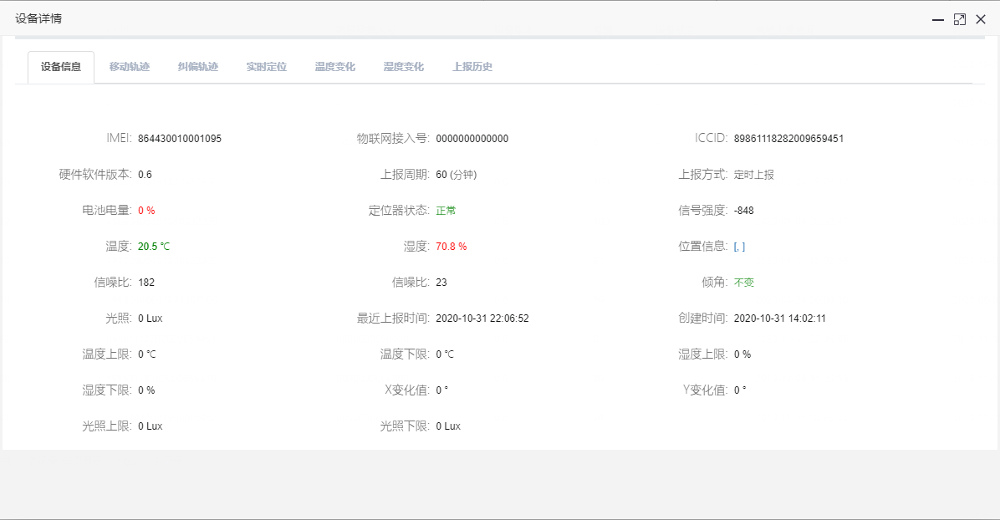 设备详情
设备信息 移动轨迹 纠偏轨迹 实时定位 温度变化 湿度变化 上报历史
IMEI: 864430010001095 物联网接入号: 0000000000000 ICCID: 89861118282009659451
硬件软件版本: 0.6 上报周期: 60 (分钟) 上报方式: 定时上报
电池电量: 0 % 定位器状态: 正常 信号强度: -848
温度: 20.5 ℃ 湿度: 70.8 % 位置信息: [, ]
信噪比: 182 信噪比: 23 倾角: 不变
光照: 0 Lux 最近上报时间: 2020-10-31 22:06:52 创建时间: 2020-10-31 14:02:11
温度上限: 0 ℃ 温度下限: 0 ℃ 湿度上限: 0 %
湿度下限: 0 % X变化值: 0 ° Y变化值: 0 °
光照上限: 0 Lux 光照下限: 0 Lux